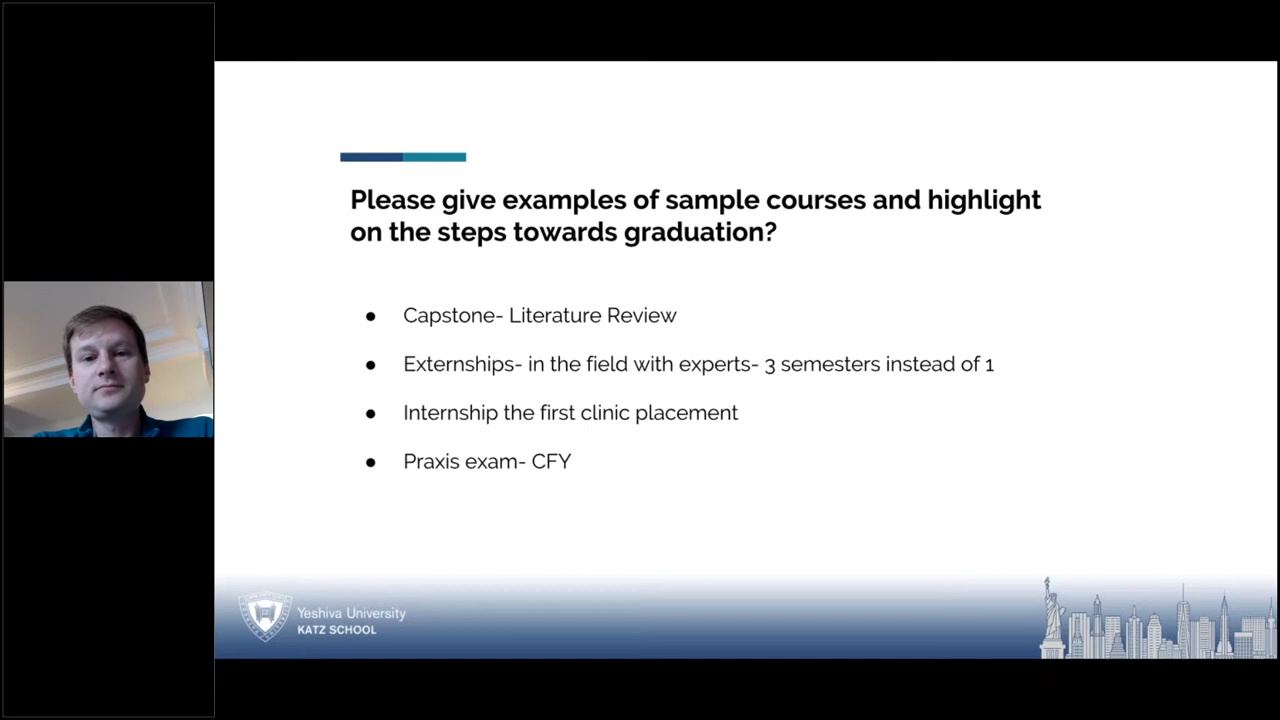 Please give examples of sample courses and highlight
on the steps towards graduation?
● Capstone- Literature Review
● Externships- in the field with experts- 3 semesters instead of 1
● Internship the first clinic placement
● Praxis exam- CFY
Yeshiva University
KATZ SCHOOL